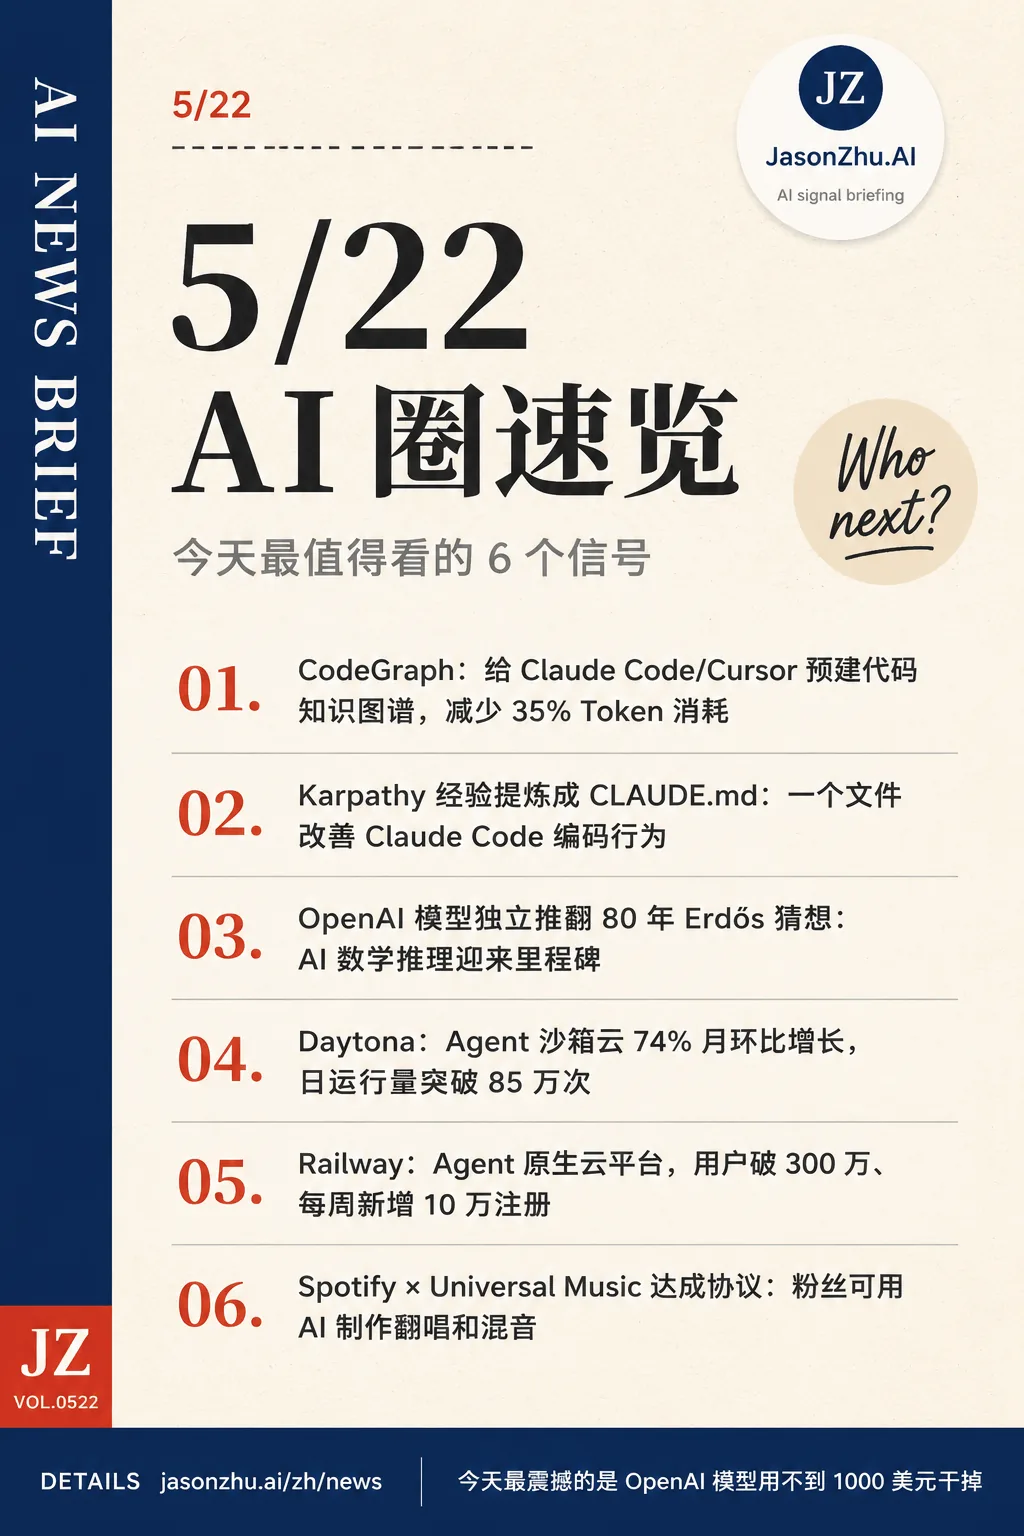 AI NEWS BRIEF
5/22
JZ
JasonZhu.AI
AI signal briefing
5/22
AI 圈速览
Who
next?
今天最值得看的 6 个信号
01.
CodeGraph：给 Claude Code/Cursor 预建代码
知识图谱，减少 35% Token 消耗
02.
Karpathy 经验提炼成 CLAUDE.md：一个文件
改善 Claude Code 编码行为
03.
OpenAI 模型独立推翻 80 年 Erdős 猜想：
AI 数学推理迎来里程碑
04.
Daytona：Agent 沙箱云 74% 月环比增长，
日运行量突破 85 万次
05.
Railway：Agent 原生云平台，用户破 300 万、
每周新增 10 万注册
06.
Spotify × Universal Music 达成协议：粉丝可用
AI 制作翻唱和混音
JZ
VOL.0522
DETAILS jasonzhu.ai/zh/news
今天最震撼的是 OpenAI 模型用不到 1000 美元干掉